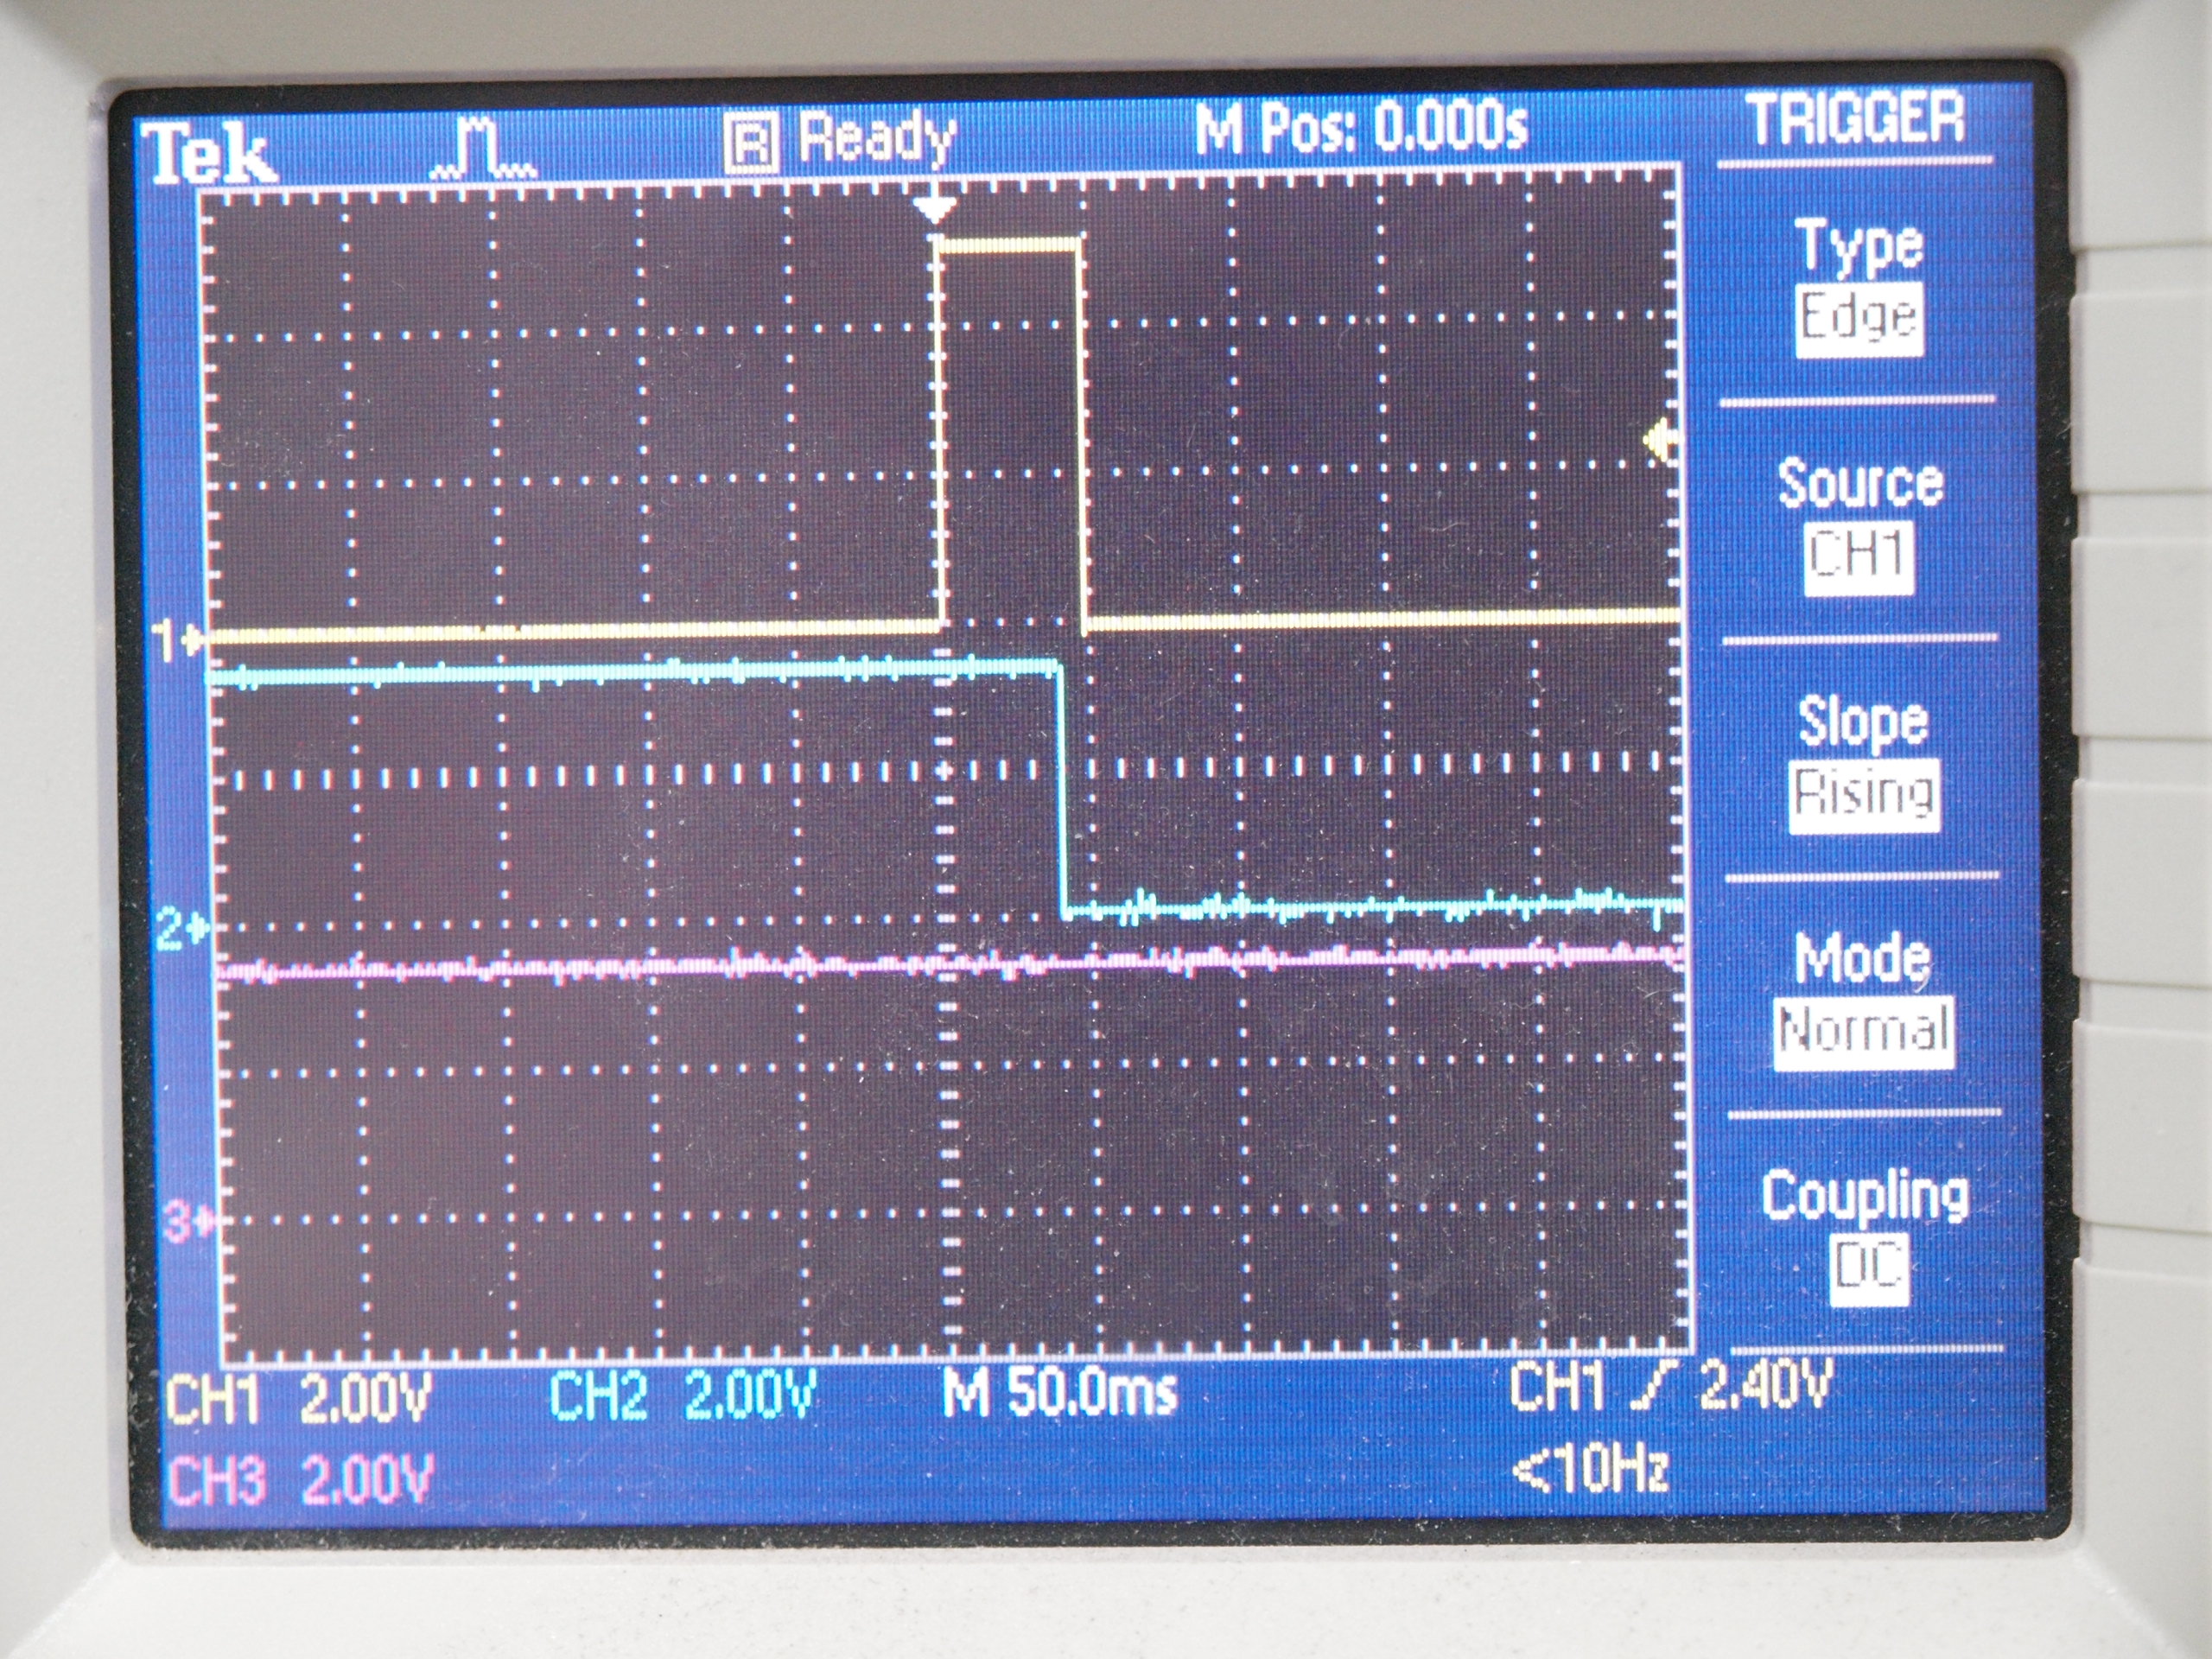 Tek R Ready M Pos: 0.000s TRIGGER
Type
Edge
Source
CH1
Slope
Rising
Mode
Normal
Coupling
DC
1
2
3
CH1 2.00V CH2 2.00V M 50.0ms CH1 2.40V
CH3 2.00V <10Hz